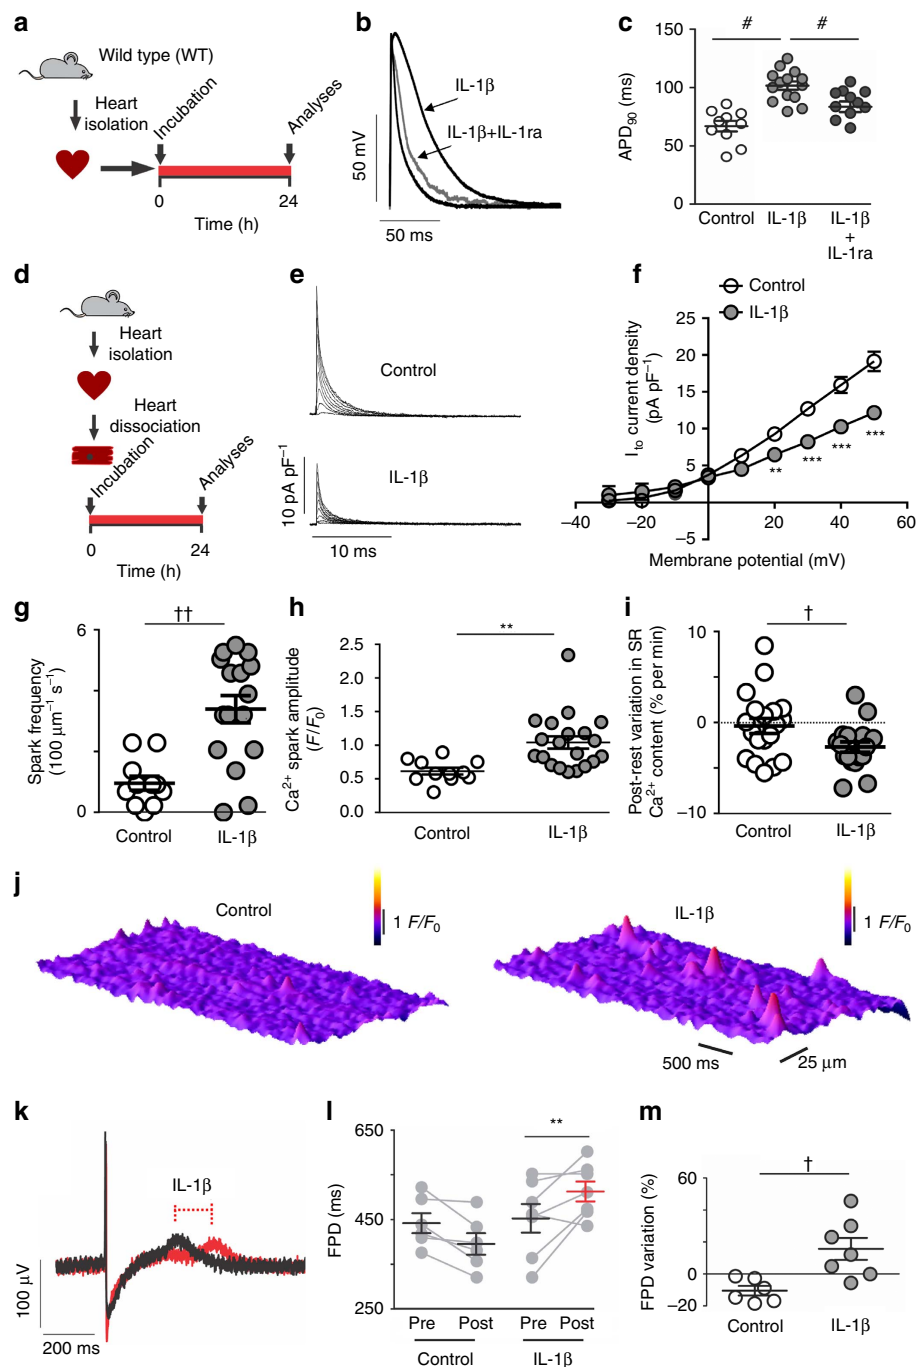 a
Wild type (WT)
Heart
isolation
Incubation
Analyses
0
24
Time (h)
b
50 mV
IL-1β
IL-1β+IL-1ra
50 ms
c
APD90 (ms)
150
100
50
0
#
#
Control
IL-1β
IL-1β
+
IL-1ra
d
Heart
isolation
Heart
dissociation
Incubation
Analyses
0
24
Time (h)
e
Control
IL-1β
10 pA pF−1
10 ms
f
Control
IL-1β
Ito current density
(pA pF−1)
25
20
15
10
5
−5
−40
−20
0
20
40
60
**
***
***
***
Membrane potential (mV)
g
Spark frequency
(100 μm−1 s−1)
6
0
††
Control
IL-1β
h
Ca2+ spark amplitude
(F/F0)
2.5
2.0
1.5
1.0
0.5
0.0
**
Control
IL-1β
i
Post-rest variation in SR
Ca2+ content (% per min)
10
0
−10
†
Control
IL-1β
j
Control
1 F/F0
IL-1β
1 F/F0
500 ms
25 μm
k
IL-1β
100 μV
200 ms
l
FPD (ms)
650
450
250
**
Pre
Post
Pre
Post
Control
IL-1β
m
FPD variation (%)
60
0
−20
†
Control
IL-1β